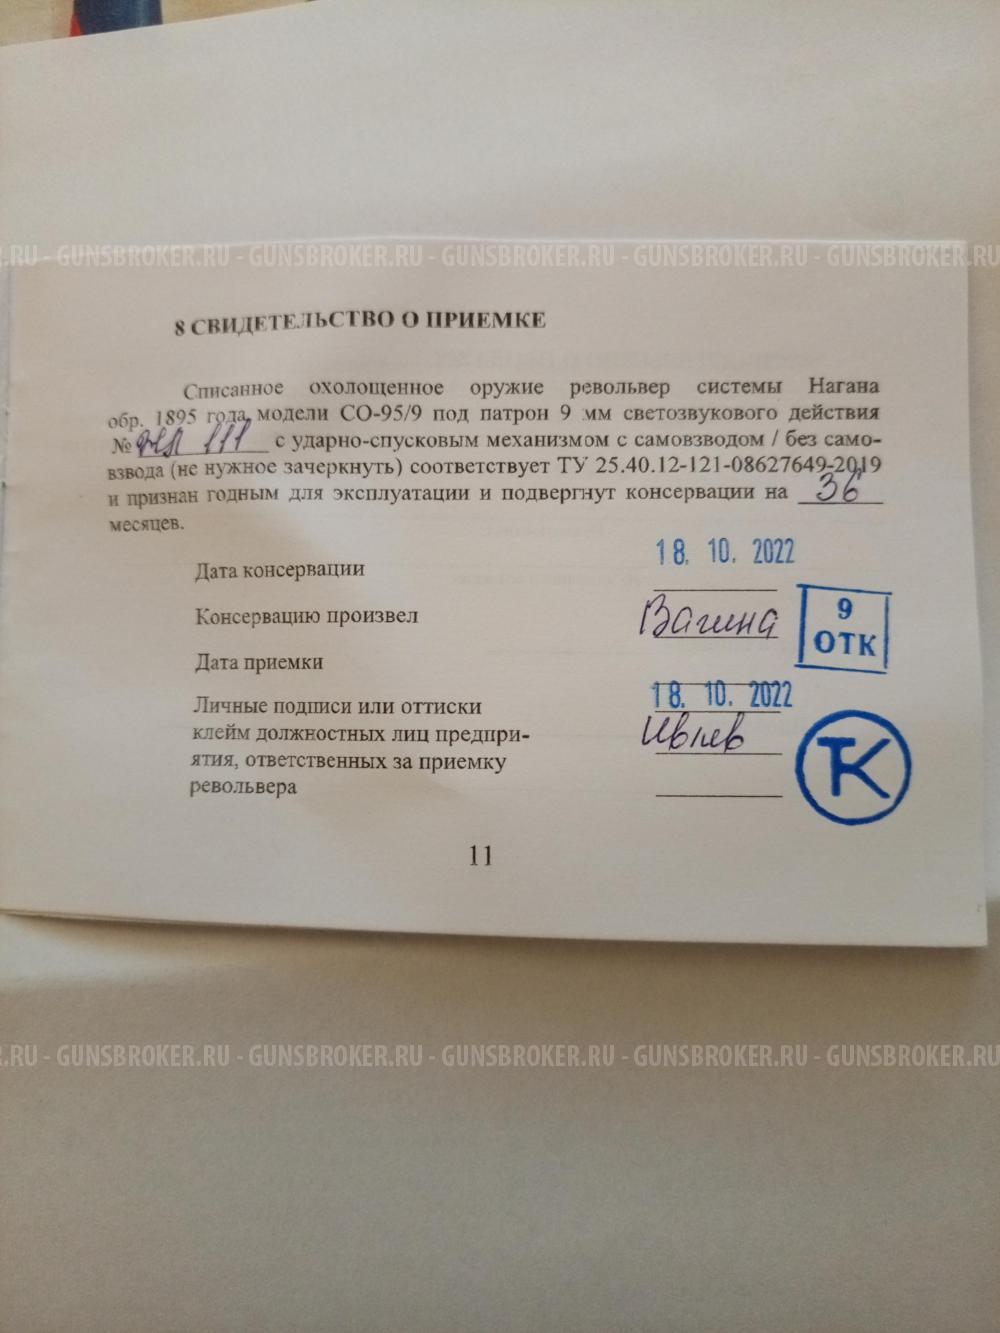 .RU - GUNSBROKER.RU - GUNSBROKER.RU - GUNSBROKER.RU - GUNSBROKER.RU - GUNSBROKER.RU
8 СВИДЕТЕЛЬСТВО О ПРИЕМКЕ
Списанное охолощенное оружие револьвер системы Нагана
обр. 1895 года модели СО-95/9 под патрон 9 мм светозвукового действия
№ 111 с ударно-спусковым механизмом с самовзводом / без само-
взвода (не нужное зачеркнуть) соответствует ТУ 25.40.12-121-08627649-2019
и признан годным для эксплуатации и подвергнут консервации на 36
месяцев.
Дата консервации 18. 10. 2022
Консервацию произвел Вагина
9
ОТК
Дата приемки 18. 10. 2022
Личные подписи или оттиски
клейм должностных лиц предпри-
ятия, ответственных за приемку
револьвера
ТК
11
.RU - GUNSBROKER.RU - GUNSBROKER.RU - GUNSBROKER.RU - GUNSBROKER.RU - GUNSBROKER.RU